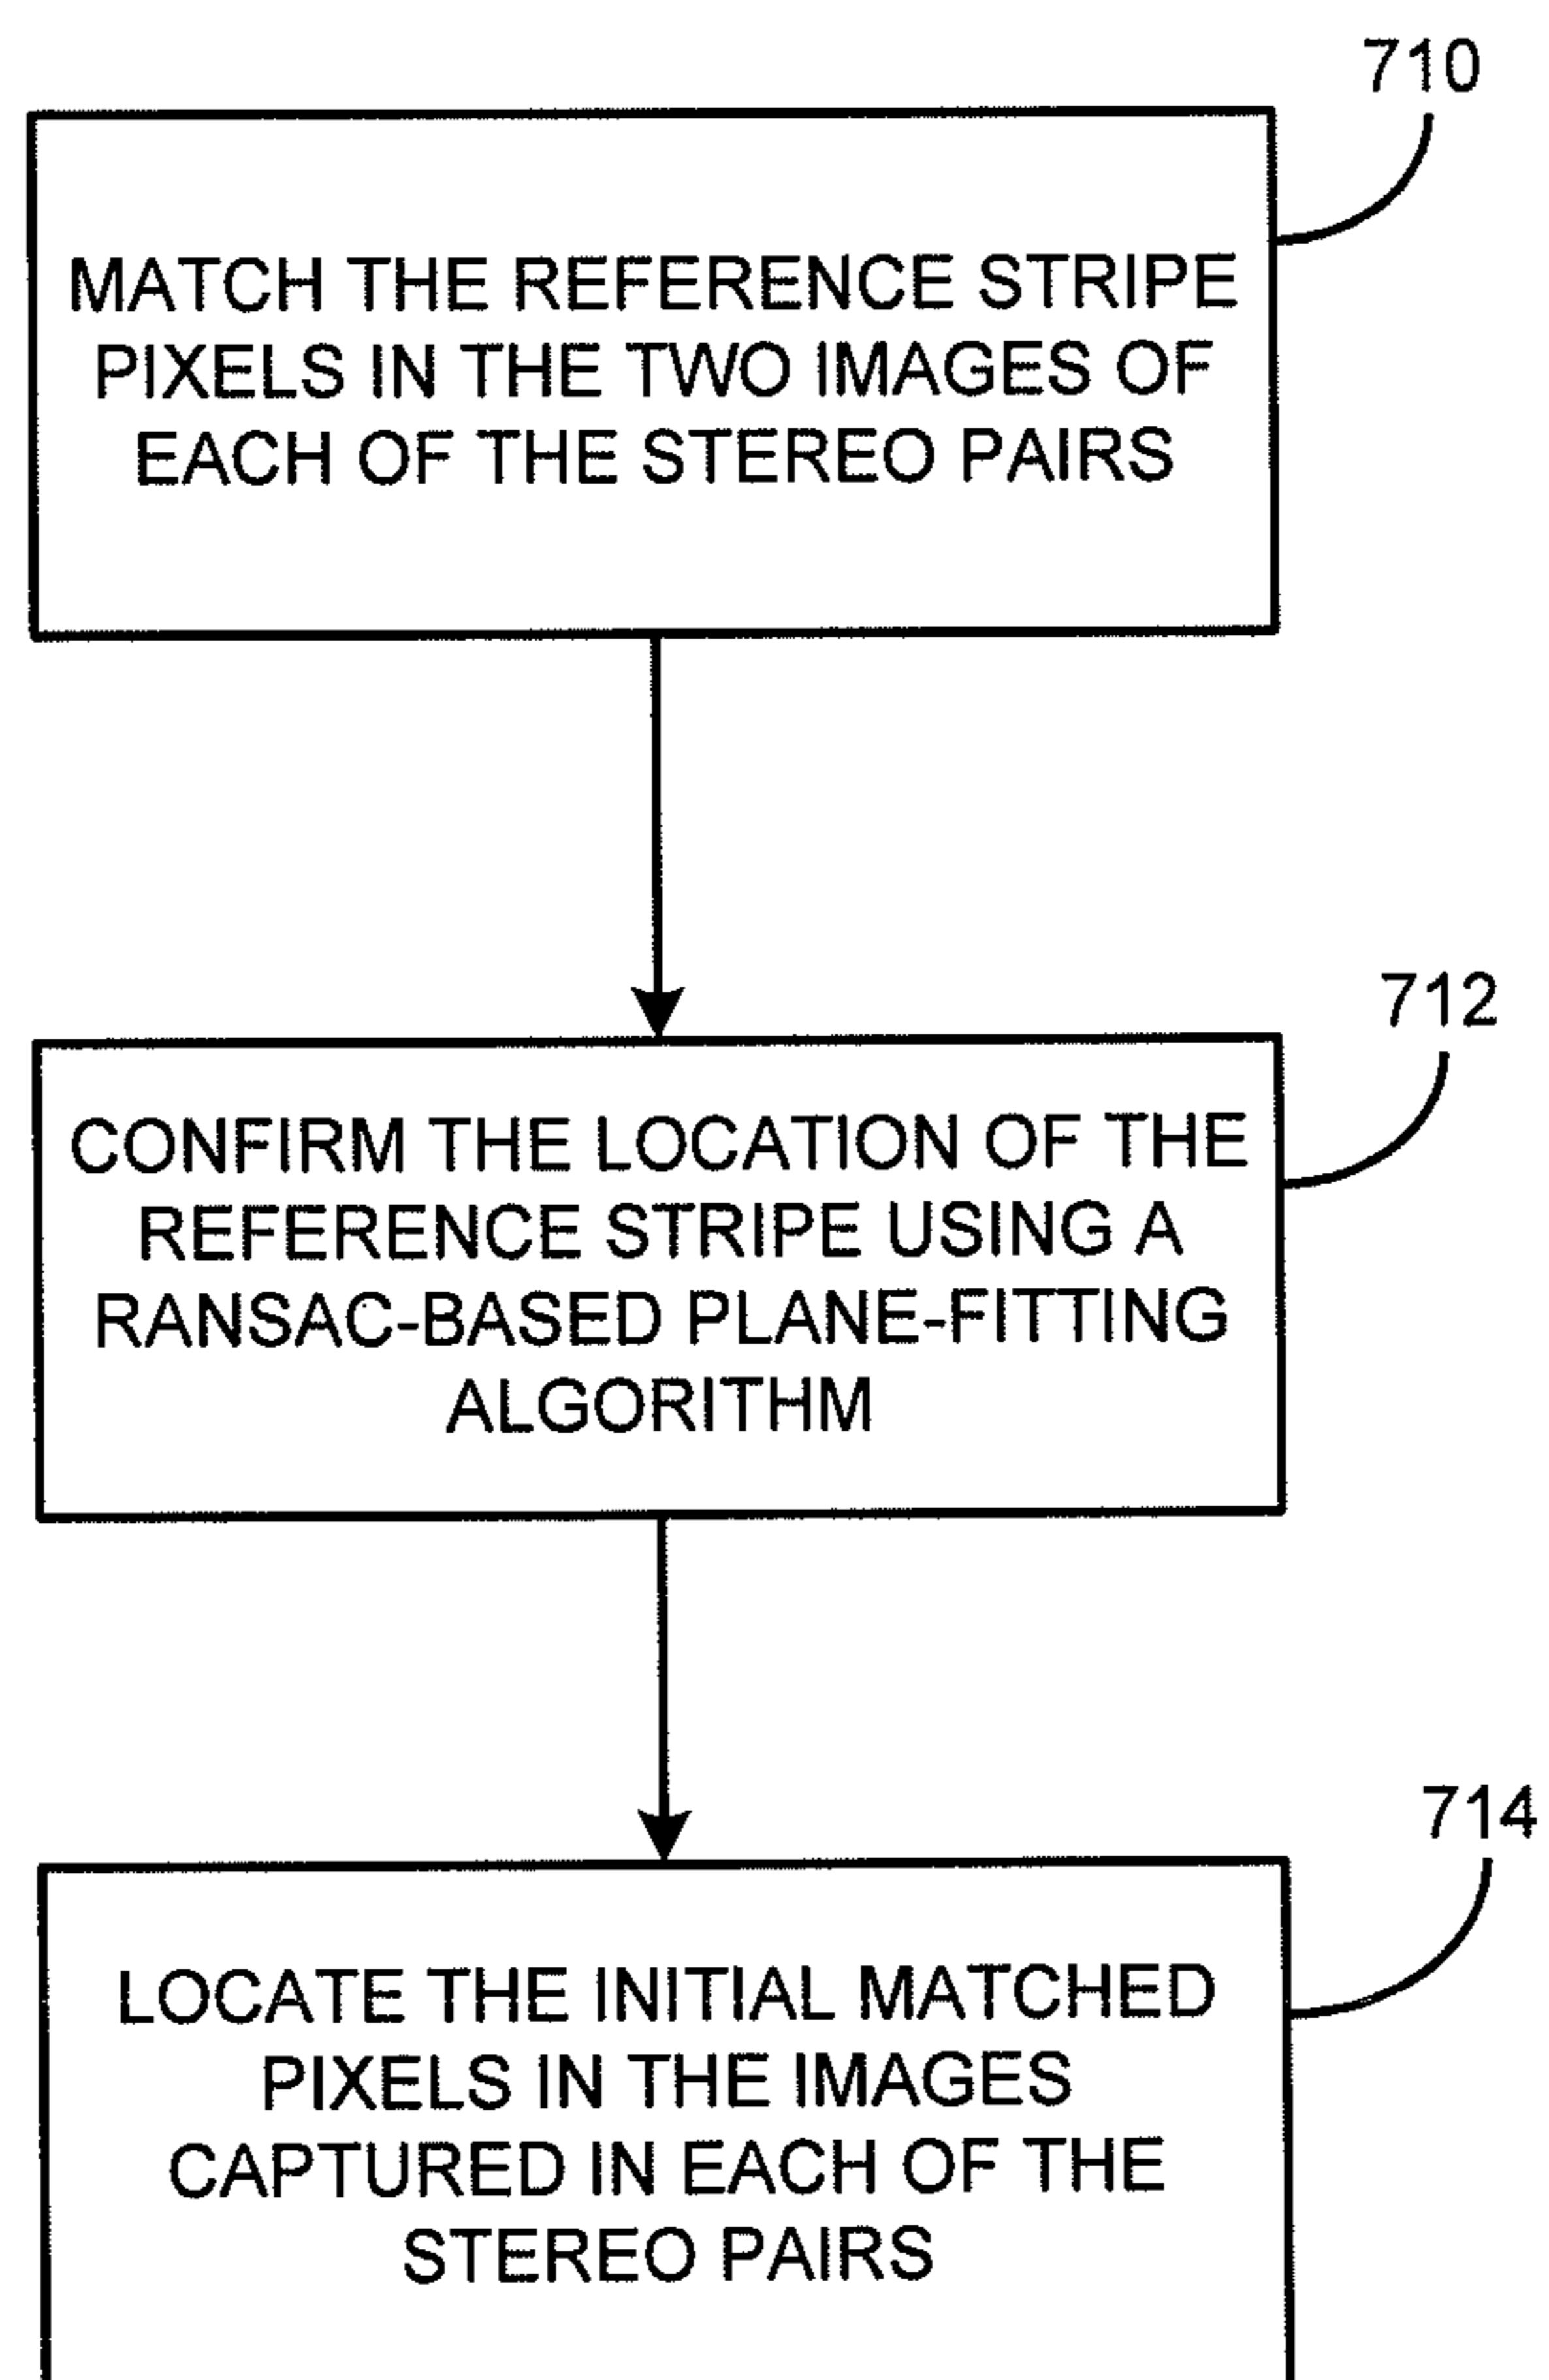 710
MATCH THE REFERENCE STRIPE
PIXELS IN THE TWO IMAGES OF
EACH OF THE STEREO PAIRS
712
CONFIRM THE LOCATION OF THE
REFERENCE STRIPE USING A
RANSAC-BASED PLANE-FITTING
ALGORITHM
714
LOCATE THE INITIAL MATCHED
PIXELS IN THE IMAGES
CAPTURED IN EACH OF THE
STEREO PAIRS